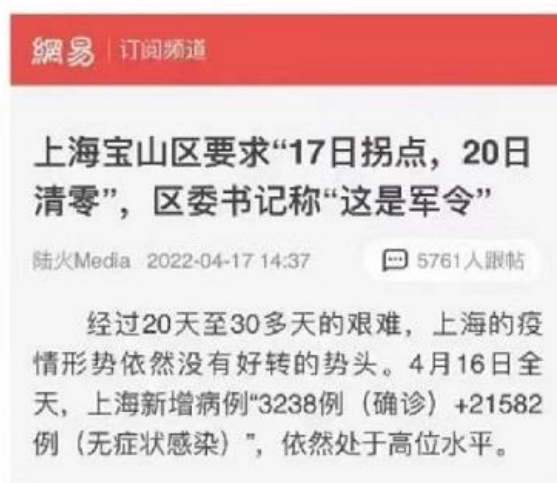 網易 订阅频道
上海宝山区要求“17日拐点，20日
清零”，区委书记称“这是军令”
陆火Media 2022-04-17 14:37 5761人跟帖
经过20天至30多天的艰难，上海的疫
情形势依然没有好转的势头。4月16日全
天，上海新增病例“3238例（确诊）+21582
例（无症状感染）”，依然处于高位水平。